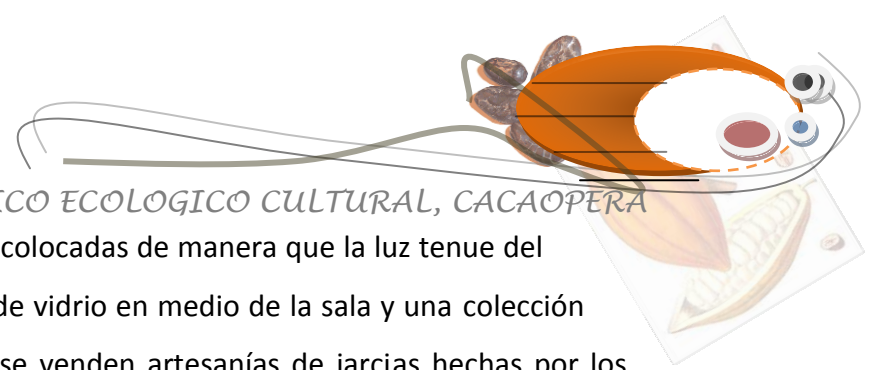 ICO ECOLOGICO CULTURAL, CACAOPERA
colocadas de manera que la luz tenue del
de vidrio en medio de la sala y una colección
se venden artesanías de jarcias hechas por los